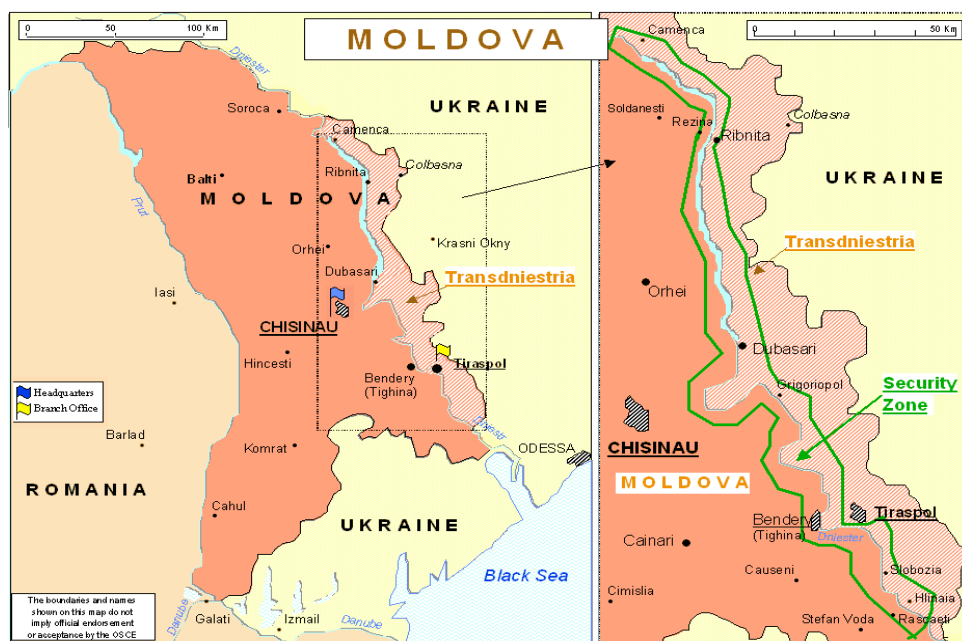 0 50 100 Km
MOLDOVA
0 50 Km
Dniester
Soroca
UKRAINE
Camenca
Colbasna
Ribnita
Balti
MOLDOVA
Prut
Orhei
Krasni Okny
Dubasari
Transdniestria
Iasi
CHISINAU
Hincesti
Tiraspol
Bendery
(Tighina)
Headquarters
Branch Office
Dniestr
Barlad
Komrat
ODESSA
ROMANIA
Cahul
UKRAINE
Black Sea
The boundaries and names
shown on this map do not
imply official endorsement
or acceptance by the OSCE
Danube
Galati
Izmail
Danube
Camenca
Soldanesti
Rezina
Colbasna
Ribnita
UKRAINE
Transdniestria
Orhei
Dubasari
Grigoriopol
Security
Zone
CHISINAU
MOLDOVA
Bendery
(Tighina)
Tiraspol
Dniester
Cainari
Slobozia
Causeni
Cimislia
Hlinaia
Stefan Voda
Rascaeti